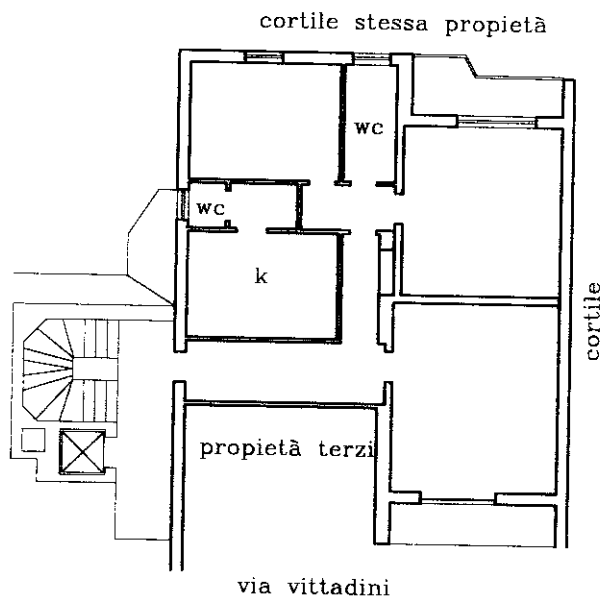 cortile stessa propietà
wc
wc
k
cortile
propietà terzi
via vittadini